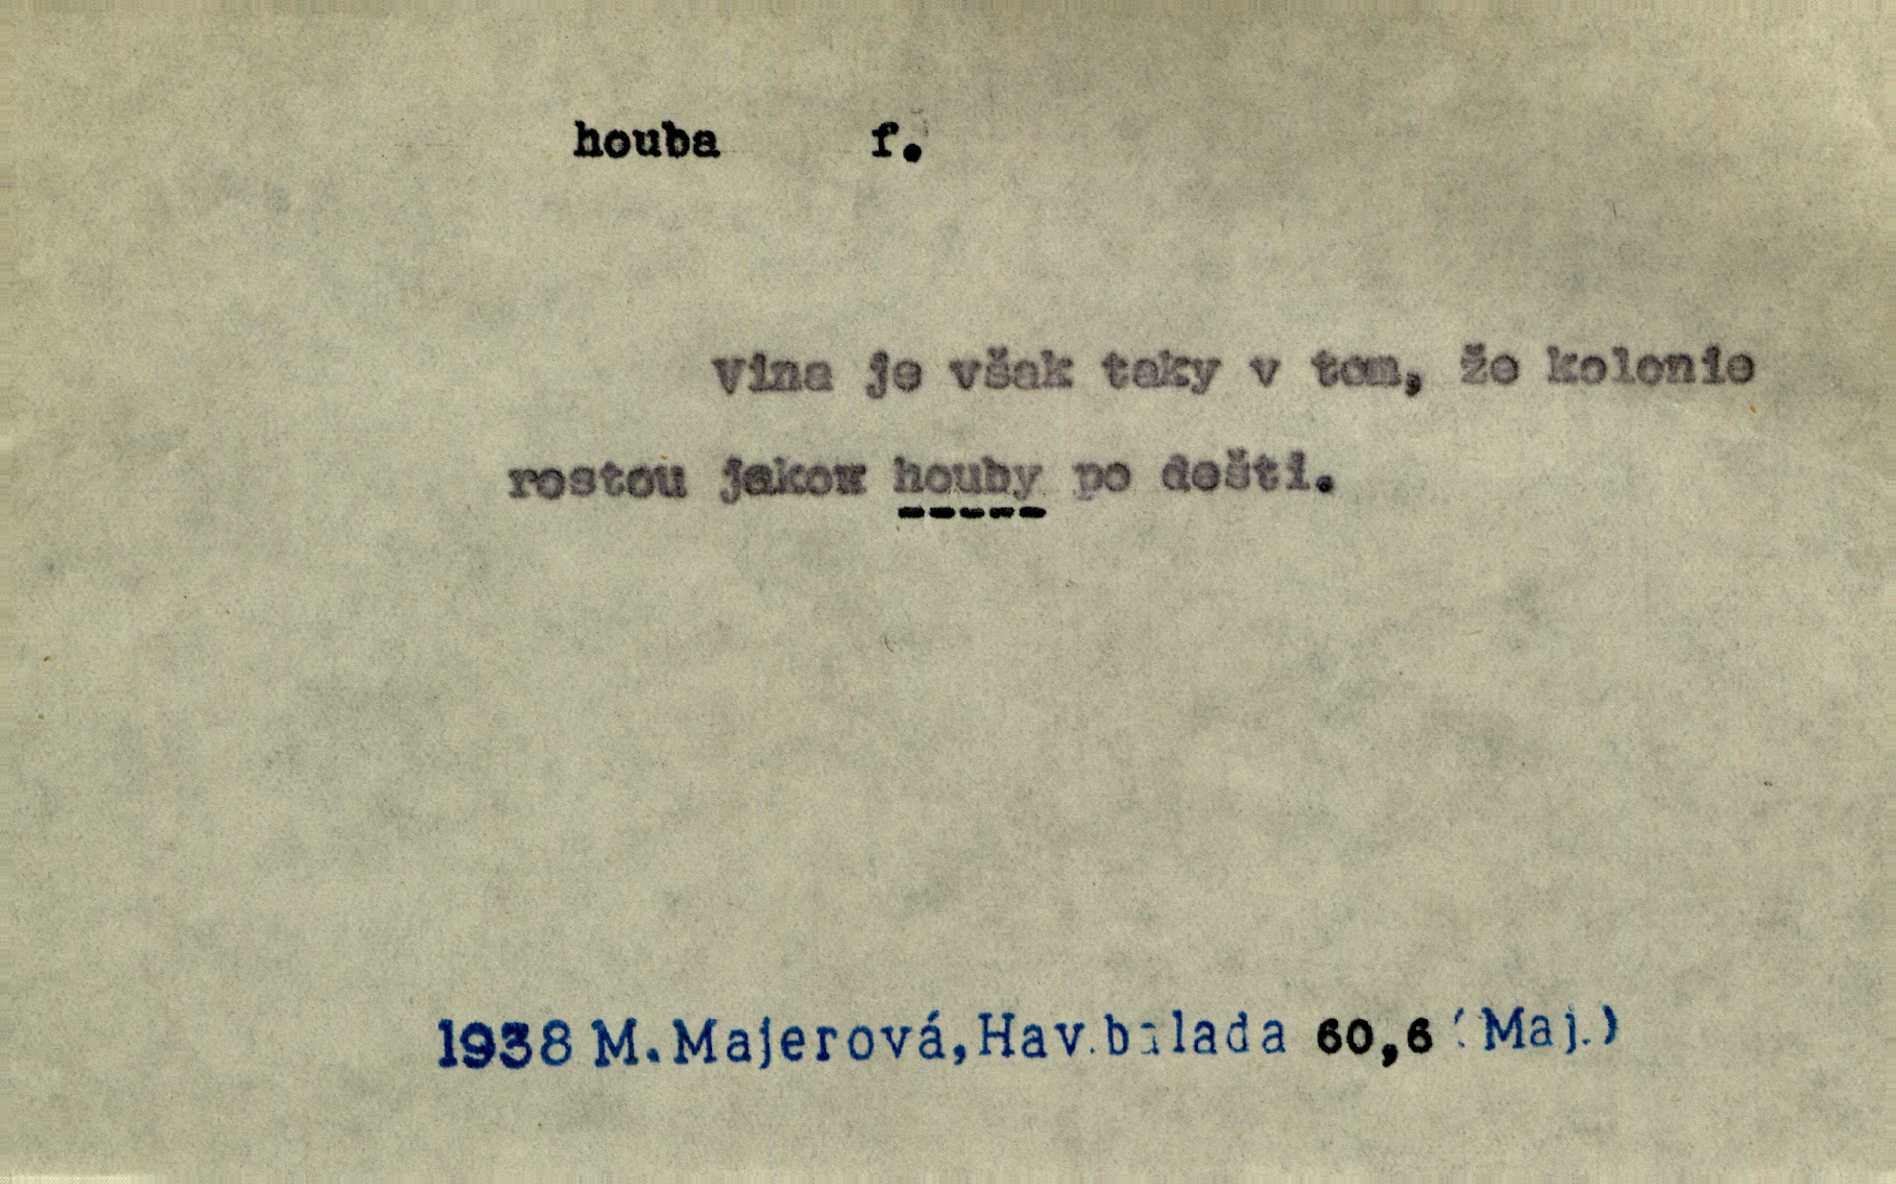 houba f.
Vina je však taky v tom, že kolonie
rostou jako houby po dešti.
1938 M. Majerová, Hav. balada 60,6 (Maj.)